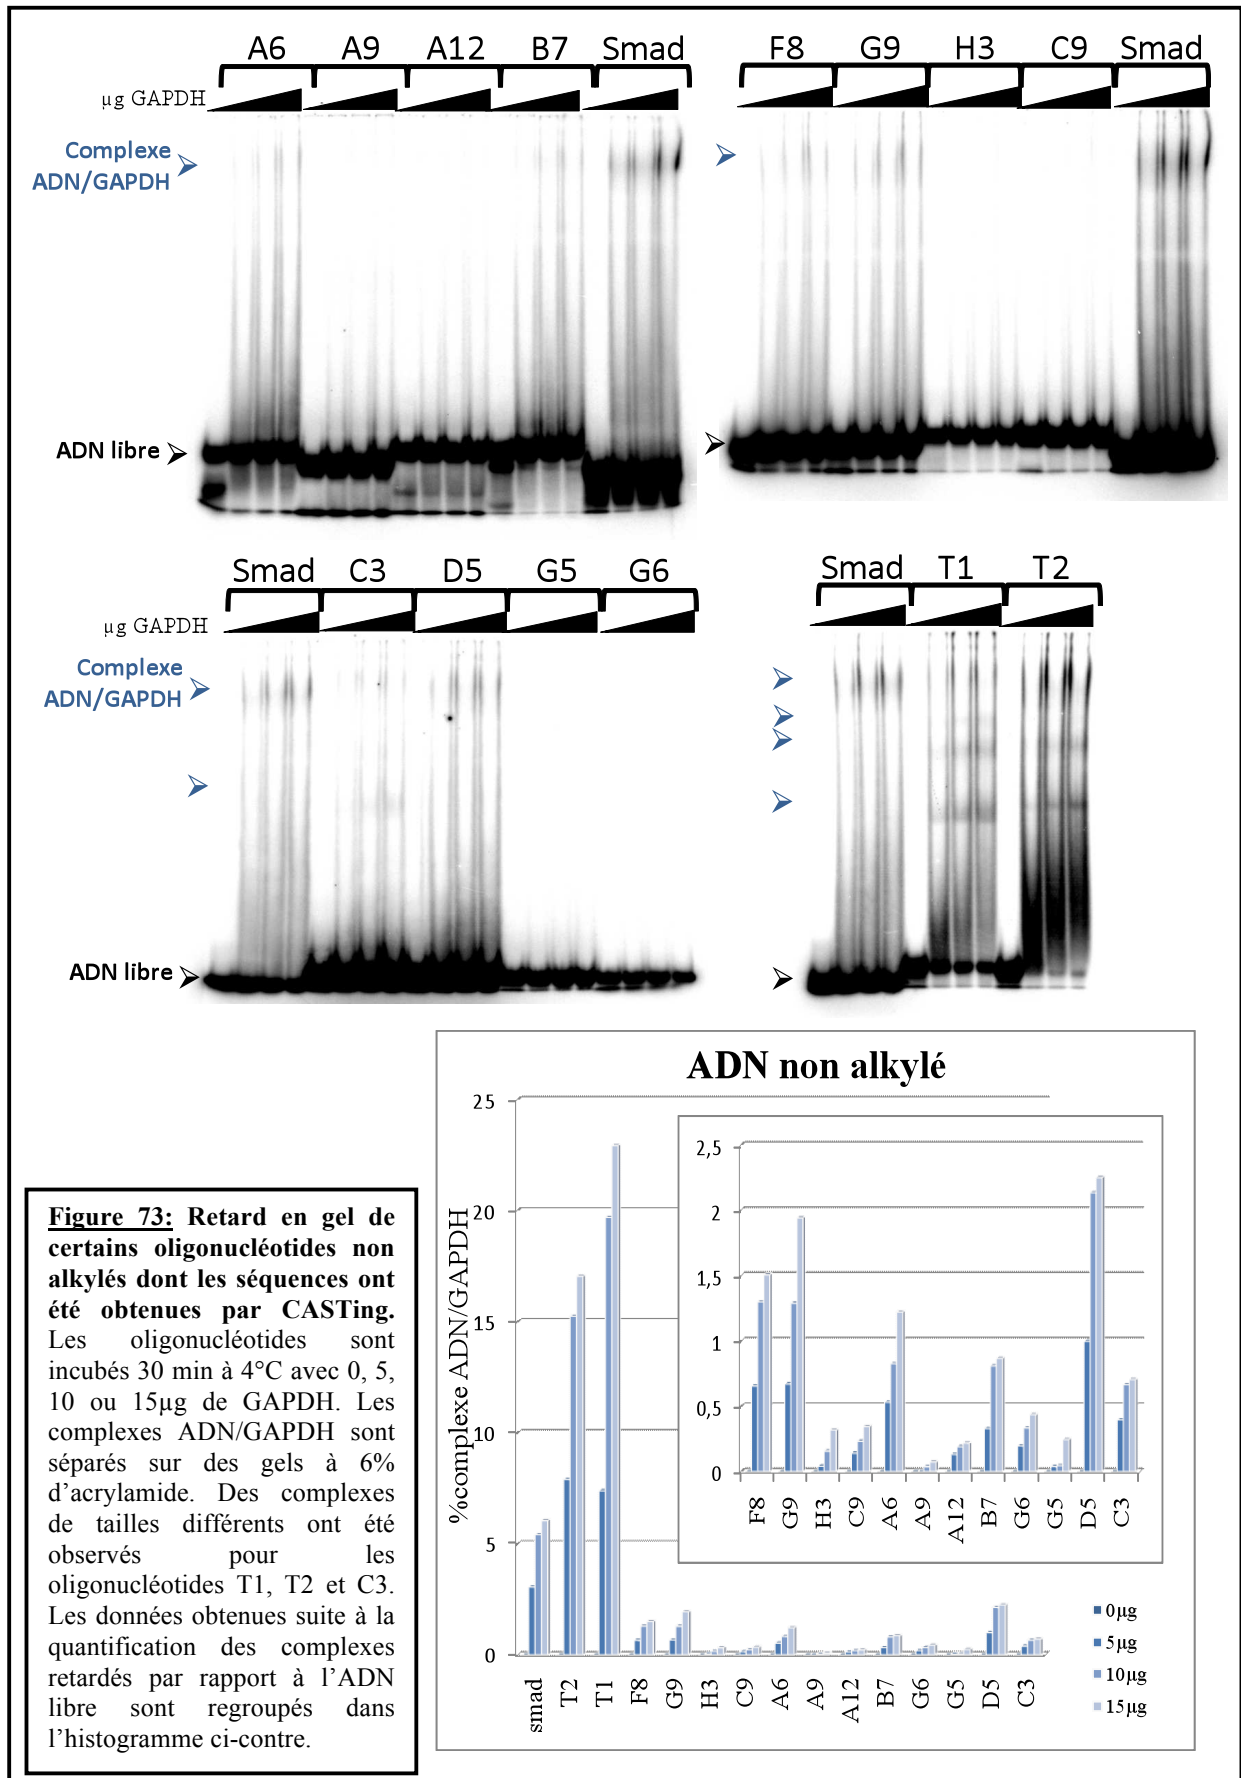 A6 A9 A12 B7 Smad
µg GAPDH
Complexe
ADN/GAPDH
ADN libre
F8 G9 H3 C9 Smad
Smad C3 D5 G5 G6
µg GAPDH
Complexe
ADN/GAPDH
ADN libre
Smad T1 T2
Figure 73: Retard en gel de
certains oligonucléotides non
alkylés dont les séquences ont
été obtenues par CASTing.
Les oligonucléotides sont
incubés 30 min à 4°C avec 0, 5,
10 ou 15µg de GAPDH. Les
complexes ADN/GAPDH sont
séparés sur des gels à 6%
d’acrylamide. Des complexes
de tailles différents ont été
observés pour les
oligonucléotides T1, T2 et C3.
Les données obtenues suite à la
quantification des complexes
retardés par rapport à l’ADN
libre sont regroupés dans
l’histogramme ci-contre.
ADN non alkylé
%complexe ADN/GAPDH
25
20
15
10
5
0
smad T2 T1 F8 G9 H3 C9 A6 A9 A12 B7 G6 G5 D5 C3
2,5
2
1,5
1
0,5
0
F8 G9 H3 C9 A6 A9 A12 B7 G6 G5 D5 C3
0µg
5µg
10µg
15µg